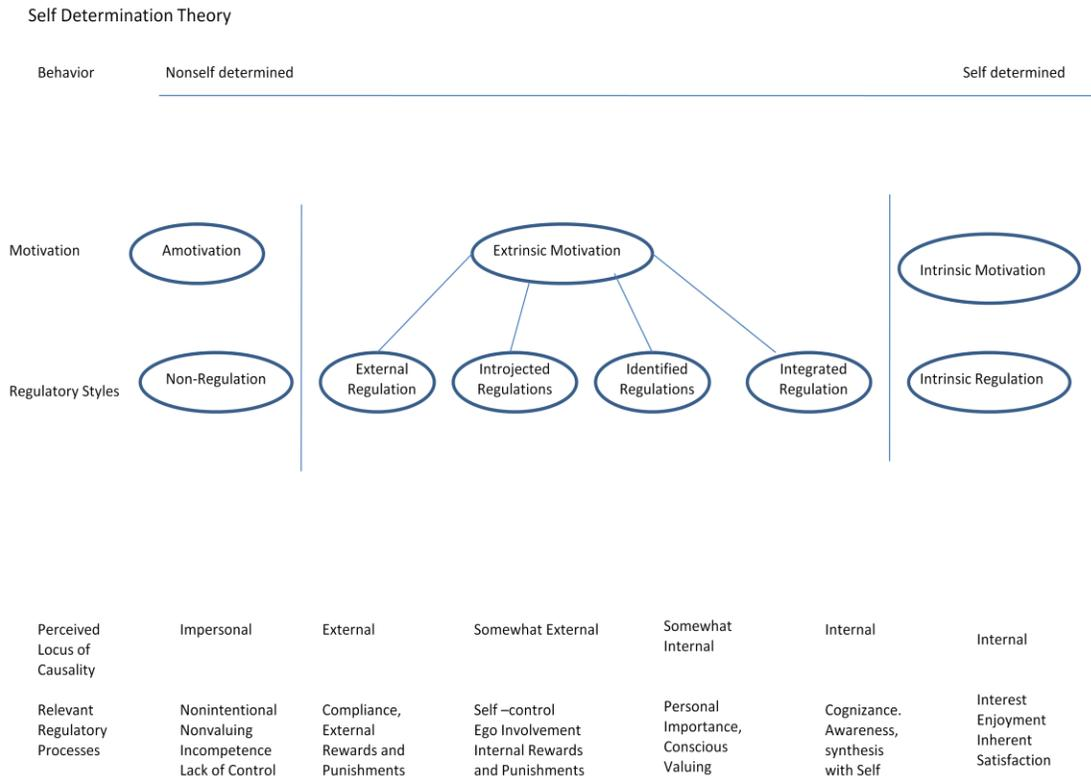 Self Determination Theory
Behavior
Nonself determined
Self determined
Motivation
Amotivation
Extrinsic Motivation
Intrinsic Motivation
Regulatory Styles
Non-Regulation
External
Regulation
Introjected
Regulations
Identified
Regulations
Integrated
Regulation
Intrinsic Regulation
Perceived
Locus of
Causality
Impersonal
External
Somewhat External
Somewhat
Internal
Internal
Internal
Relevant
Regulatory
Processes
Nonintentional
Nonvaluing
Incompetence
Lack of Control
Compliance,
External
Rewards and
Punishments
Self –control
Ego Involvement
Internal Rewards
and Punishments
Personal
Importance,
Conscious
Valuing
Cognizance.
Awareness,
synthesis
with Self
Interest
Enjoyment
Inherent
Satisfaction